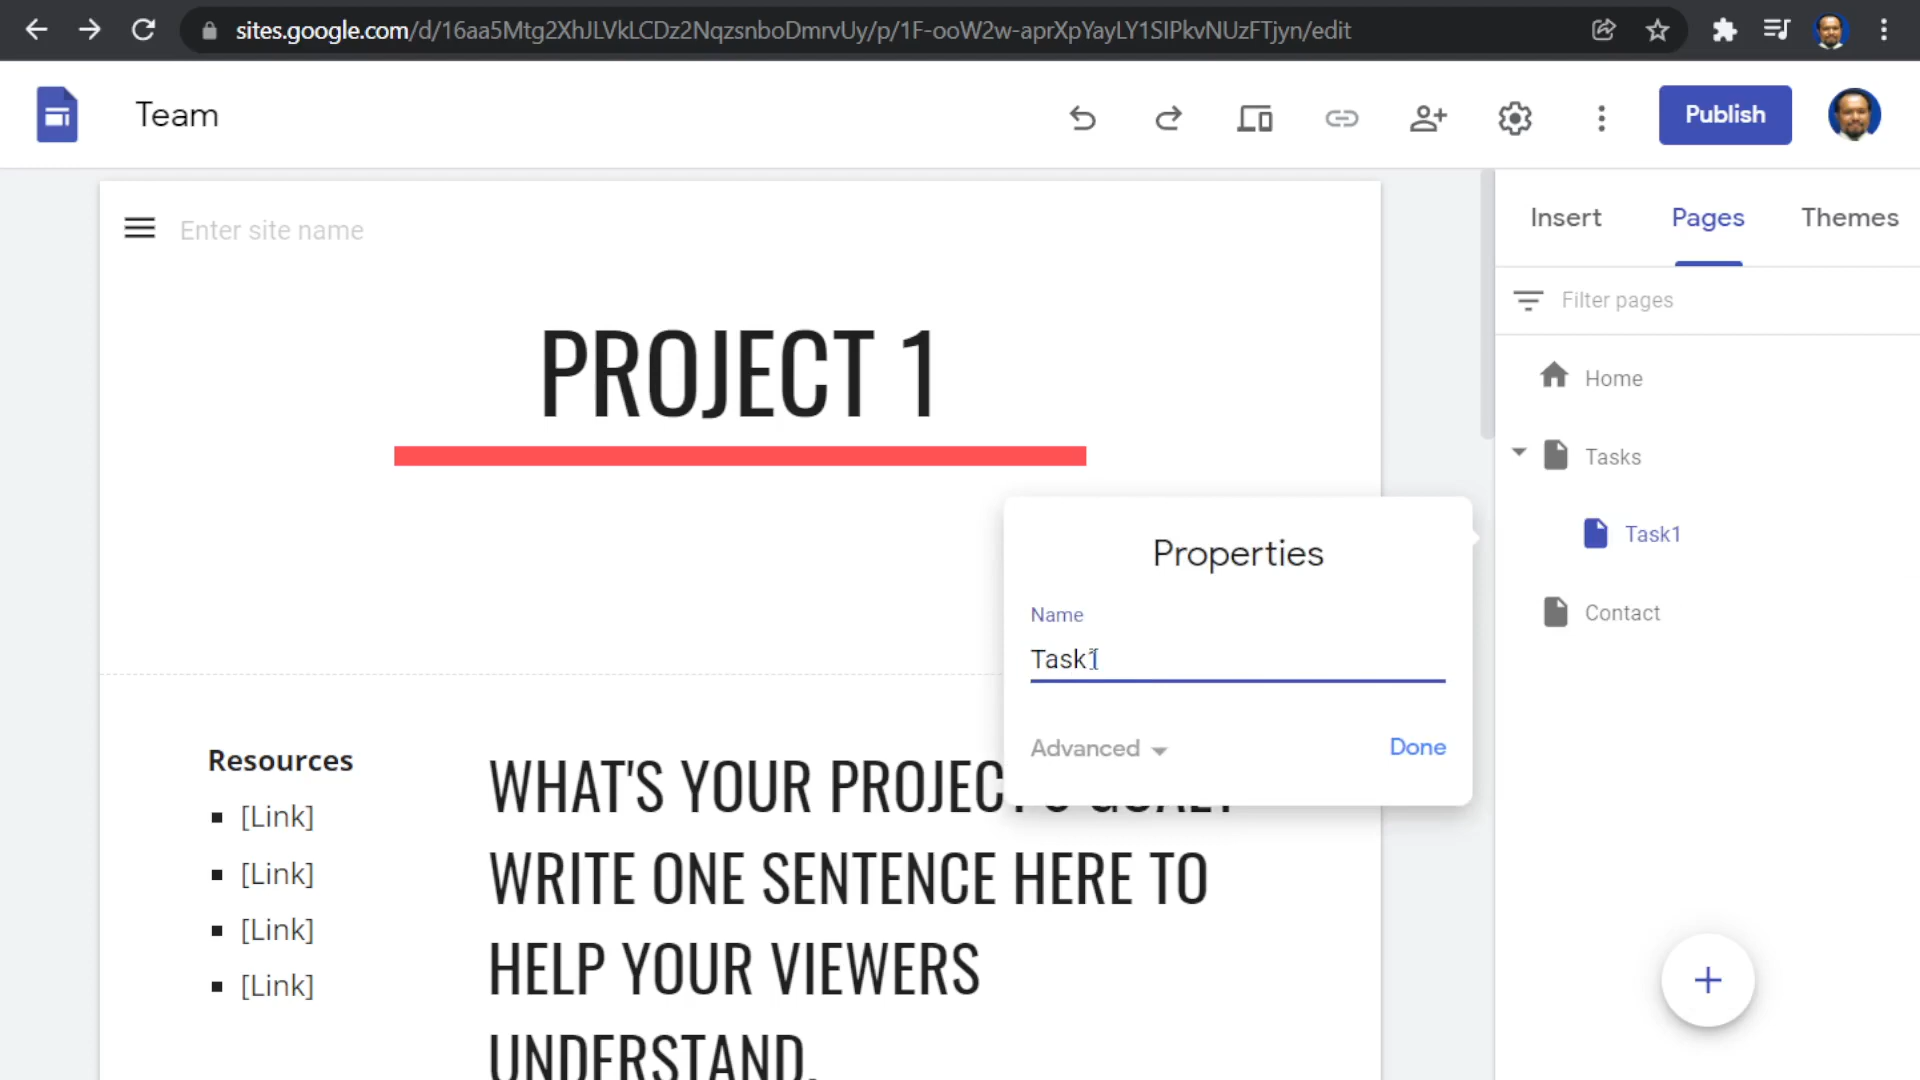 sites.google.com/d/16aa5Mtg2XhJLVkLCDz2NqzsnboDmrvUy/p/1F-ooW2w-aprXpYayLY1SIPkvNUzFTjyn/edit
Team
Publish
Enter site name
Insert
Pages
Themes
Filter pages
PROJECT 1
Home
Tasks
Task1
Contact
Properties
Name
Task1
Advanced
Done
Resources
[Link]
[Link]
[Link]
[Link]
WHAT'S YOUR PROJECT'S GOAL?
WRITE ONE SENTENCE HERE TO
HELP YOUR VIEWERS
UNDERSTAND.